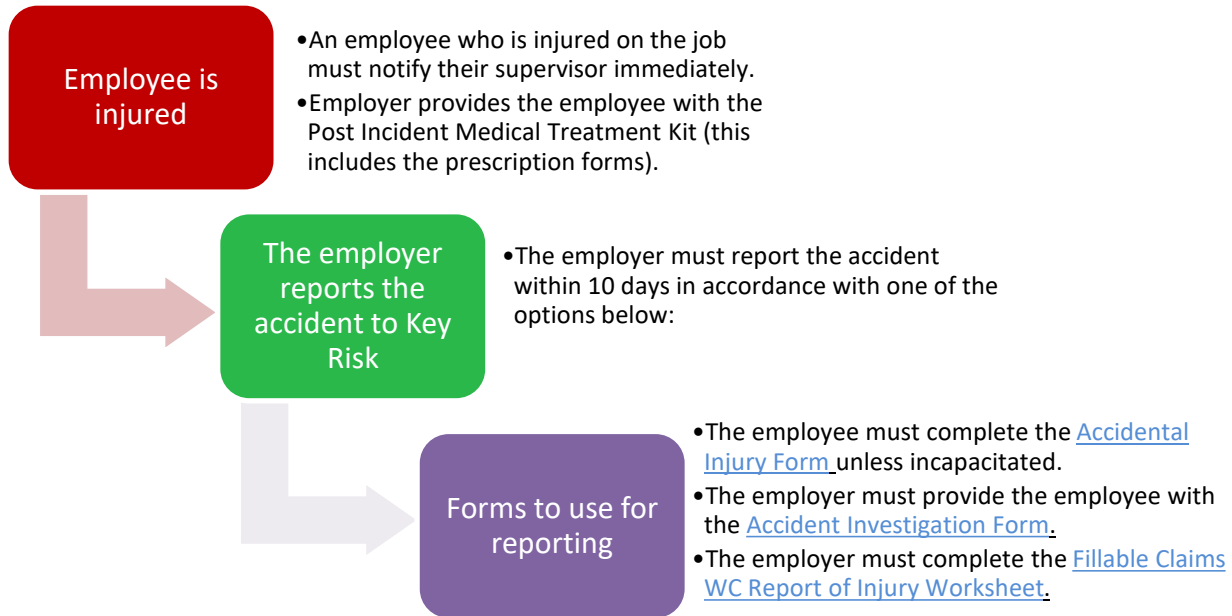 Employee is
injured
•An employee who is injured on the job
must notify their supervisor immediately.
•Employer provides the employee with the
Post Incident Medical Treatment Kit (this
includes the prescription forms).
The employer
reports the
accident to Key
Risk
•The employer must report the accident
within 10 days in accordance with one of the
options below:
Forms to use for
reporting
•The employee must complete the Accidental
Injury Form unless incapacitated.
•The employer must provide the employee with
the Accident Investigation Form.
•The employer must complete the Fillable Claims
WC Report of Injury Worksheet.